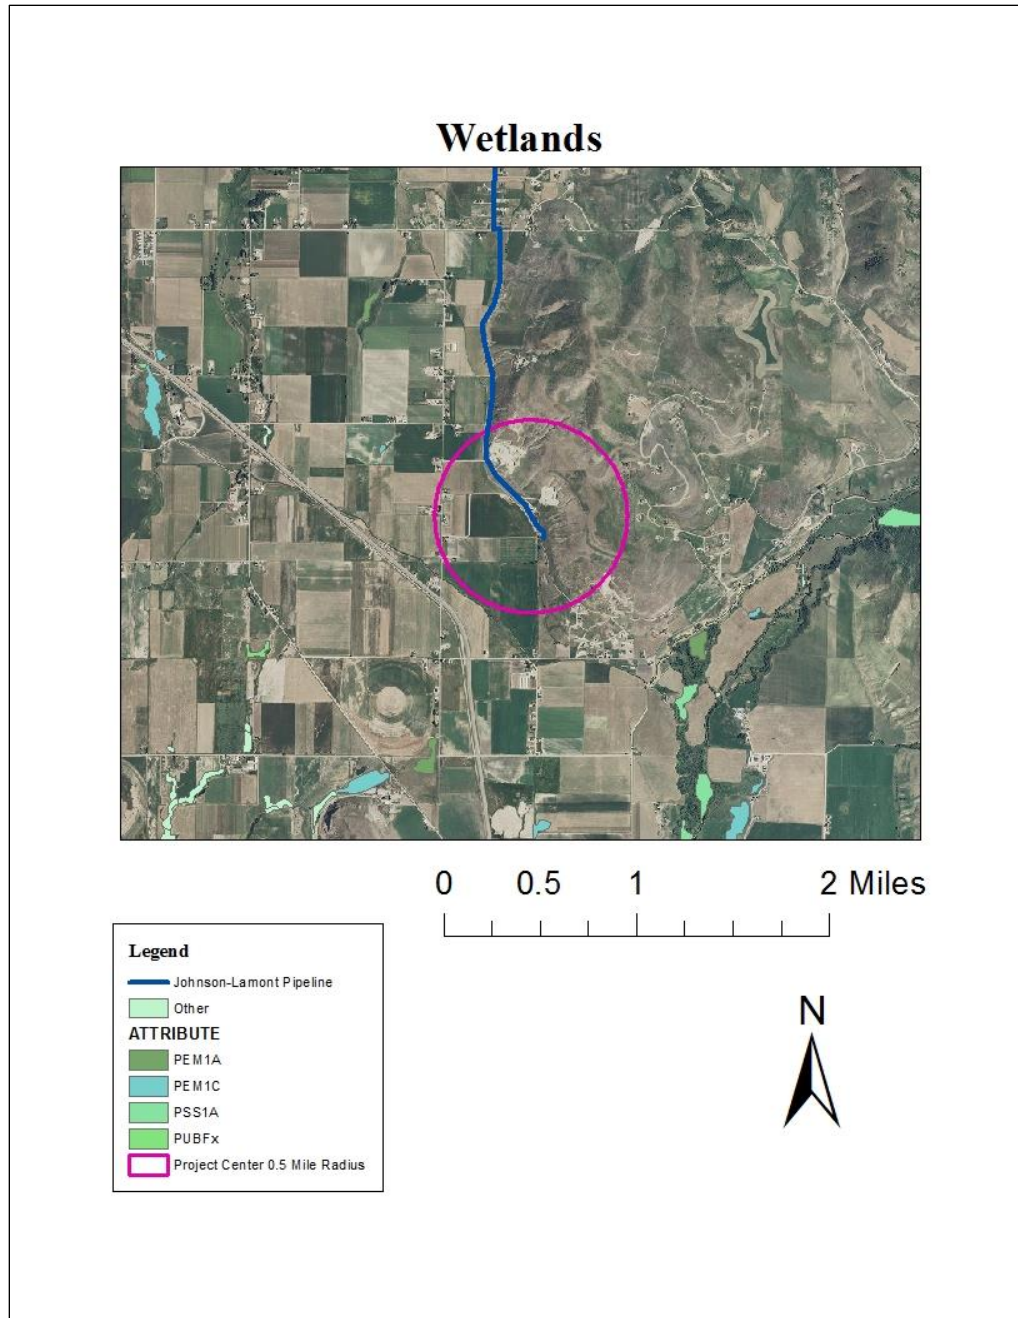 Wetlands
0 0.5 1 2 Miles
Legend
Johnson-Lamont Pipeline
Other
ATTRIBUTE
PEM1A
PEM1C
PSS1A
PUBFx
Project Center 0.5 Mile Radius
N